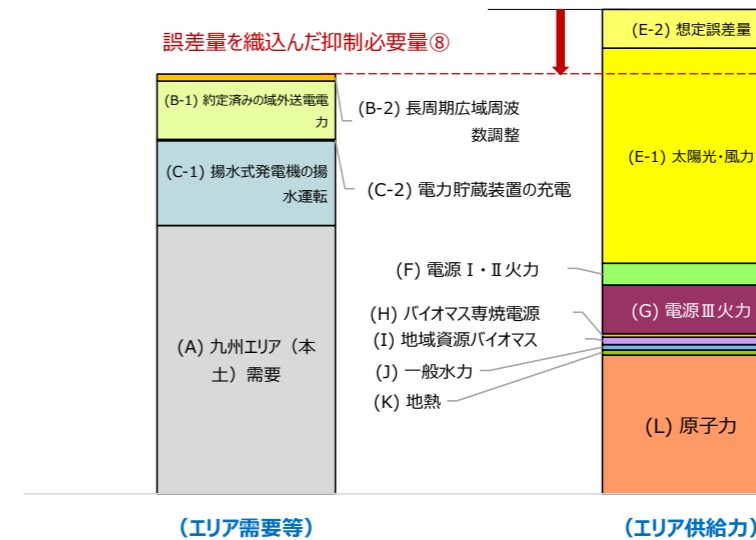 誤差量を織込んだ抑制必要量⑧
(E-2) 想定誤差量
(B-1) 約定済みの域外送電電
力
(B-2) 長周期広域周波
数調整
(E-1) 太陽光・風力
(C-1) 揚水式発電機の揚
水運転
(C-2) 電力貯蔵装置の充電
(F) 電源Ⅰ・Ⅱ火力
(H) バイオマス専焼電源
(G) 電源Ⅲ火力
(I) 地域資源バイオマス
(A) 九州エリア（本
土）需要
(J) 一般水力
(K) 地熱
(L) 原子力
（エリア需要等）
（エリア供給力）